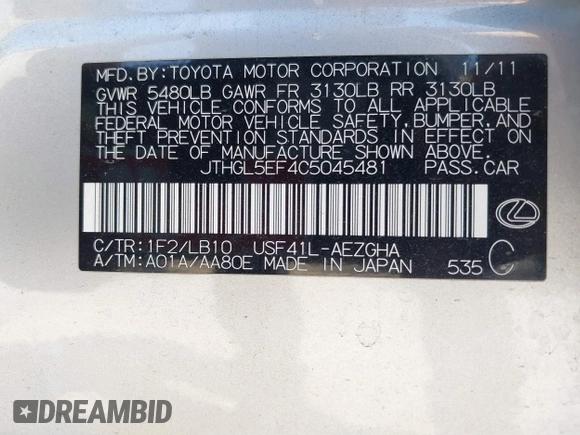 MFD.BY:TOYOTA MOTOR CORPORATION 11/11
GVWR 5480LB GAWR FR 3130LB RR 3130LB
THIS VEHICLE CONFORMS TO ALL APPLICABLE
FEDERAL MOTOR VEHICLE SAFETY, BUMPER, AND
THEFT PREVENTION STANDARDS IN EFFECT ON
THE DATE OF MANUFACTURE SHOWN ABOVE.
JTHGL5EF4C5045481 PASS.CAR
C/TR:1F2/LB10 USF41L-AEZGHA
A/TM:A01A/AA80E MADE IN JAPAN 535 C
DREAMBID